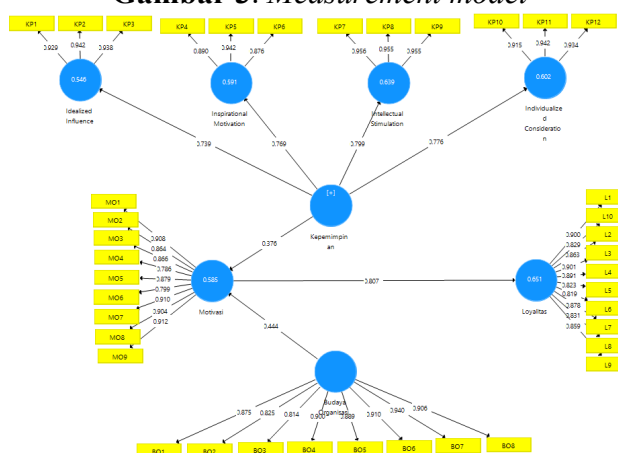 Gambar 3. Measurement model
KP1 KP2 KP3 KP4 KP5 KP6 KP7 KP8 KP9 KP10 KP11 KP12
0.929 0.942 0.938 0.890 0.942 0.876 0.956 0.955 0.955 0.915 0.942 0.934
0.546 0.591 0.639 0.602
Idealized
Influence
Inspirational
Motivation
Intellectual
Stimulation
Individualize
d
Consideratio
n
0.739 0.769 0.799 0.776
[+]
Kepemimpin
an
0.376
MO1
MO2
MO3
MO4
MO5
MO6
MO7
MO8
MO9
0.908
0.864
0.866
0.786
0.879
0.799
0.910
0.904
0.912
0.585
Motivasi
0.807
0.651
Loyalitas
0.900
0.829
0.863
0.901
0.891
0.823
0.819
0.878
0.831
0.859
L1
L10
L2
L3
L4
L5
L6
L7
L8
L9
0.444
Budaya
Organisasi
0.875 0.825 0.814 0.900 0.889 0.910 0.940 0.906
BO1 BO2 BO3 BO4 BO5 BO6 BO7 BO8